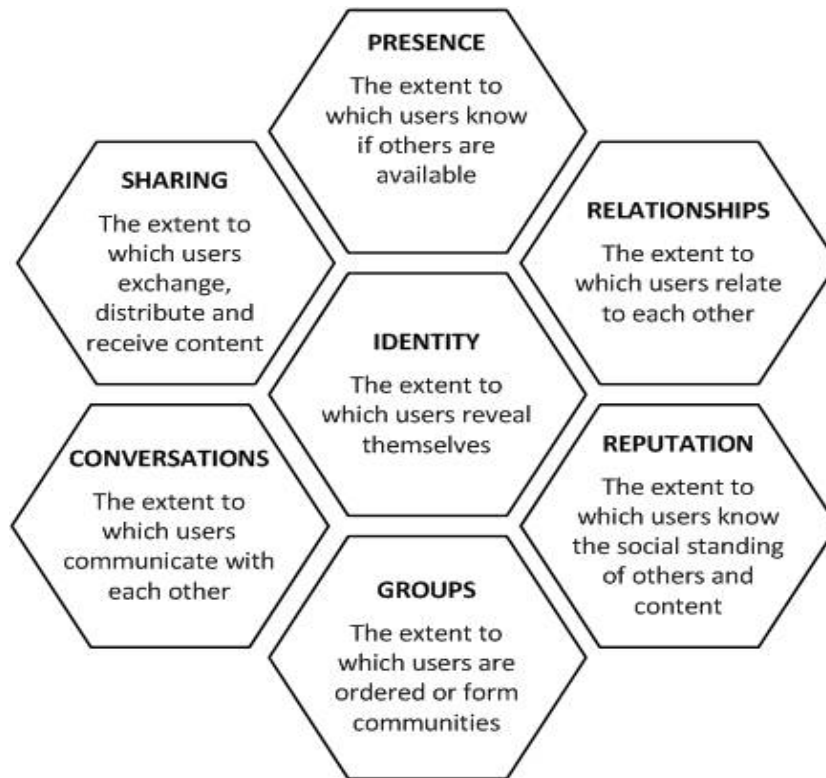 PRESENCE
The extent to
which users know
if others are
available
SHARING
The extent to
which users
exchange,
distribute and
receive content
RELATIONSHIPS
The extent to
which users relate
to each other
IDENTITY
The extent to
which users reveal
themselves
CONVERSATIONS
The extent to
which users
communicate with
each other
REPUTATION
The extent to
which users know
the social standing
of others and
content
GROUPS
The extent to
which users are
ordered or form
communities